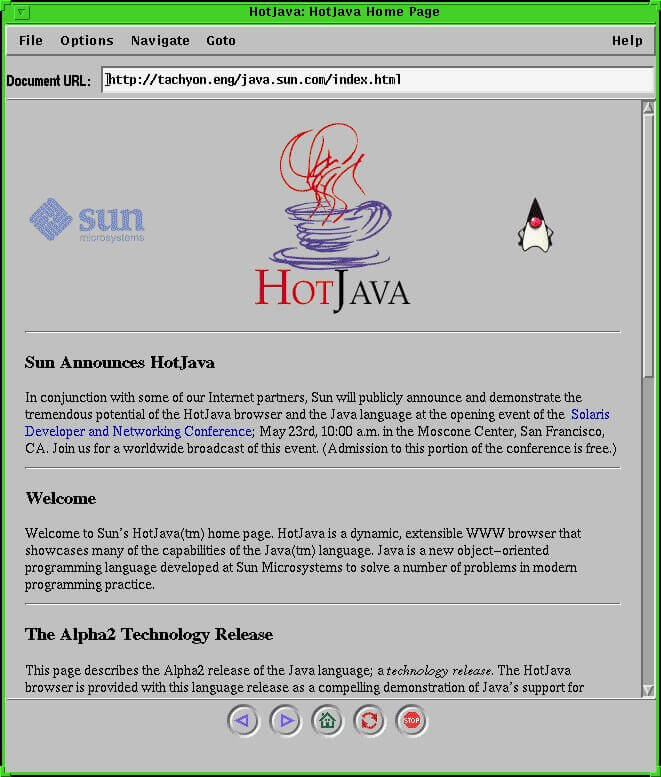 HotJava: HotJava Home Page
File Options Navigate Goto Help
Document URL: http://tachyon.eng/java.sun.com/index.html
sun
microsystems
HOTJAVA
Sun Announces HotJava
In conjunction with some of our Internet partners, Sun will publicly announce and demonstrate the
tremendous potential of the HotJava browser and the Java language at the opening event of the Solaris
Developer and Networking Conference; May 23rd, 10:00 a.m. in the Moscone Center, San Francisco,
CA. Join us for a worldwide broadcast of this event. (Admission to this portion of the conference is free.)
Welcome
Welcome to Sun's HotJava(tm) home page. HotJava is a dynamic, extensible WWW browser that
showcases many of the capabilities of the Java(tm) language. Java is a new object-oriented
programming language developed at Sun Microsystems to solve a number of problems in modern
programming practice.
The Alpha2 Technology Release
This page describes the Alpha2 release of the Java language; a technology release. The HotJava
browser is provided with this language release as a compelling demonstration of Java's support for
STOP